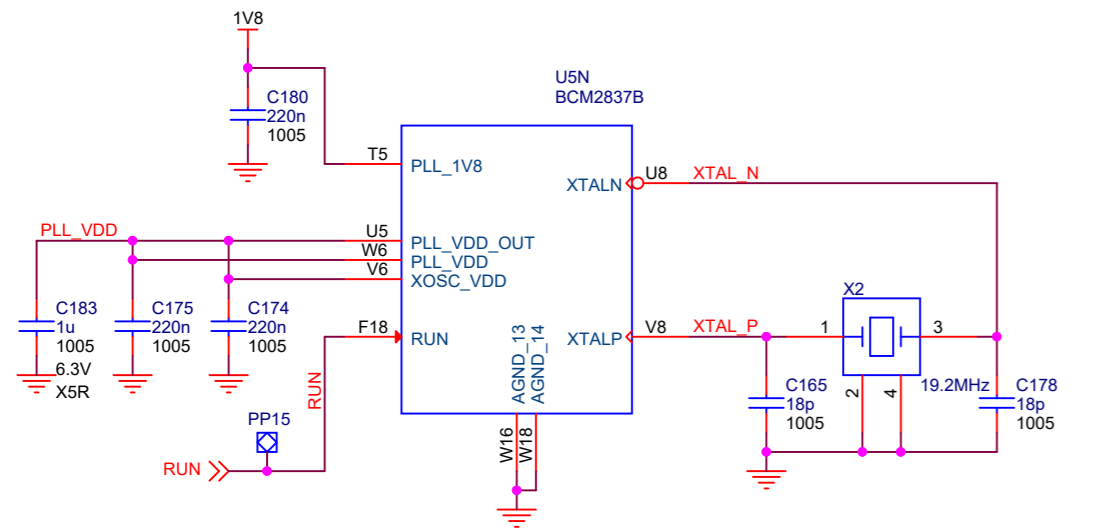 1V8
C180
220n
1005
U5N
BCM2837B
T5
PLL_1V8
XTALN
U8
XTAL_N
PLL_VDD
U5
PLL_VDD_OUT
W6
PLL_VDD
V6
XOSC_VDD
C183
1u
1005
6.3V
X5R
C175
220n
1005
C174
220n
1005
F18
RUN
RUN
PP15
RUN
AGND_13
AGND_14
W16
W18
XTALP
V8
XTAL_P
X2
1
3
2
4
19.2MHz
C165
18p
1005
C178
18p
1005